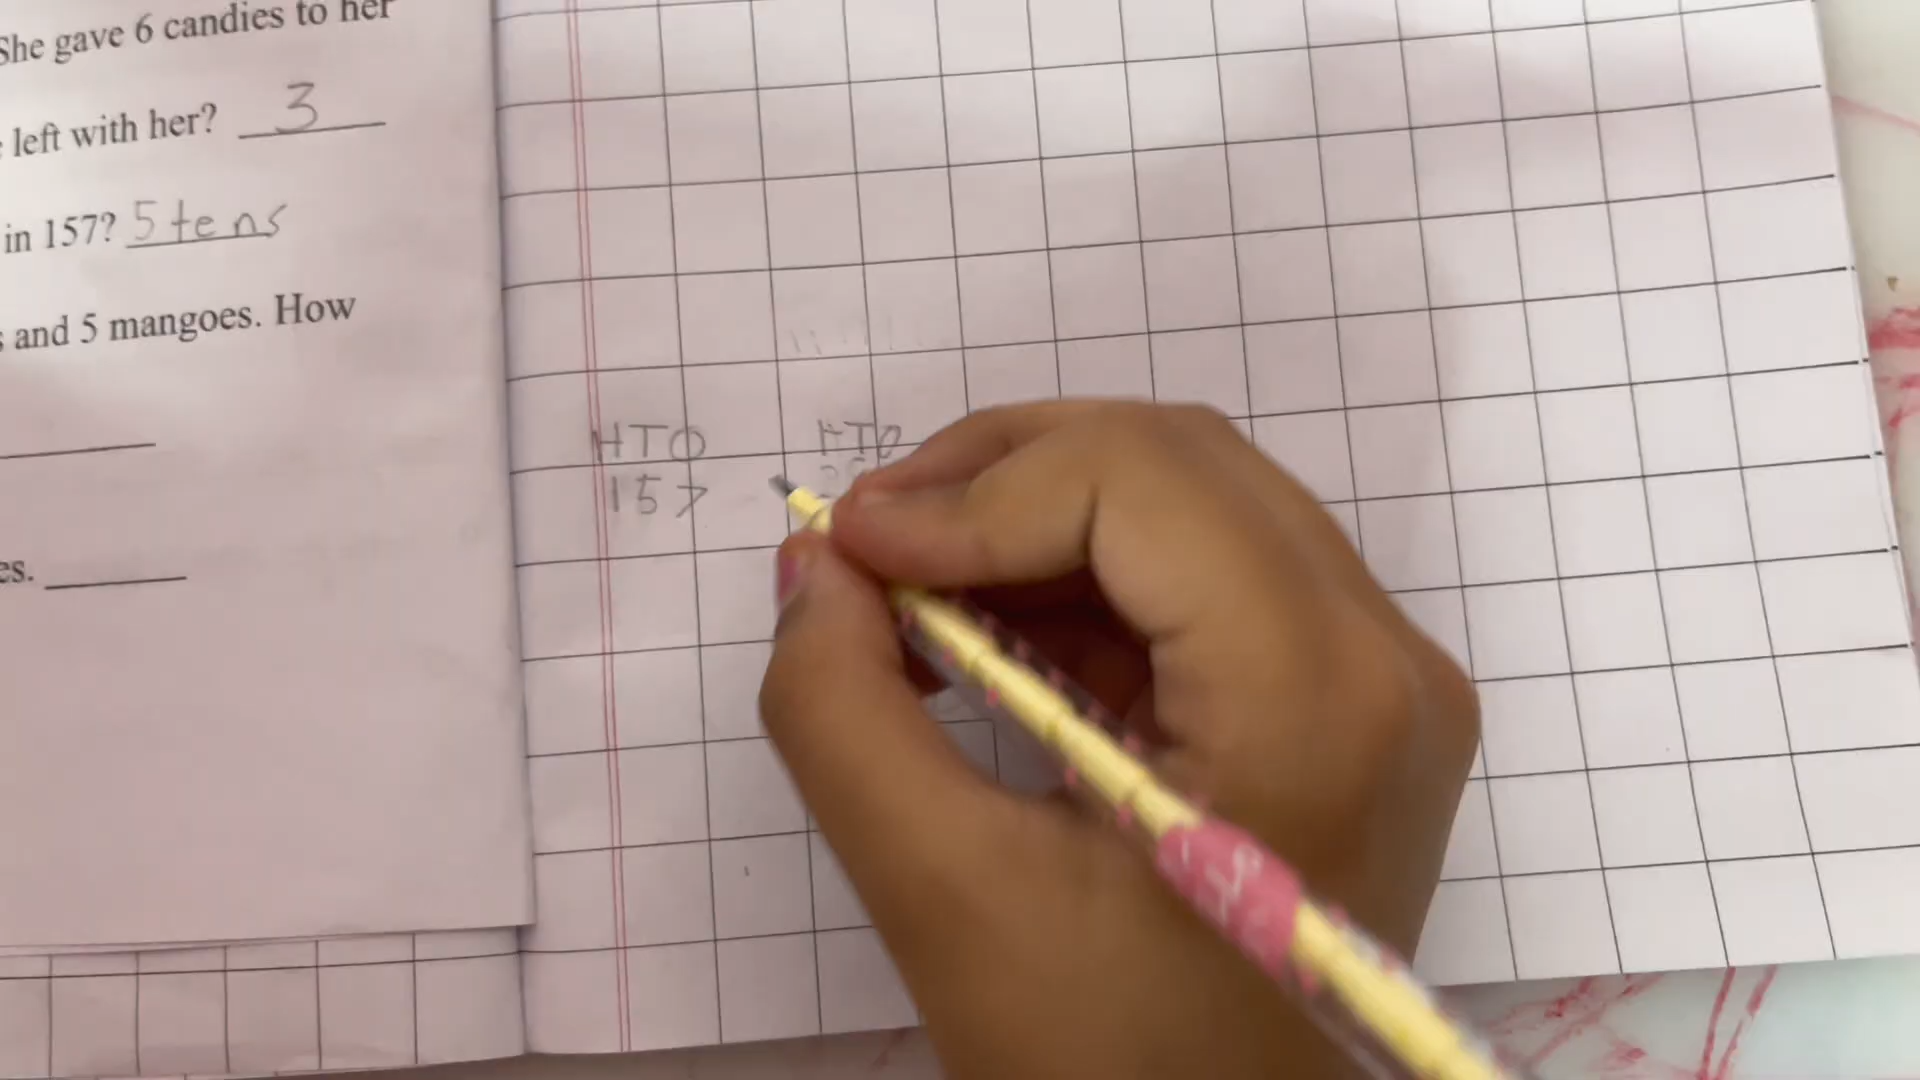 She gave 6 candies to her
left with her? 3
in 157? 5 tens
and 5 mangoes. How
es.
HTO HTO
157